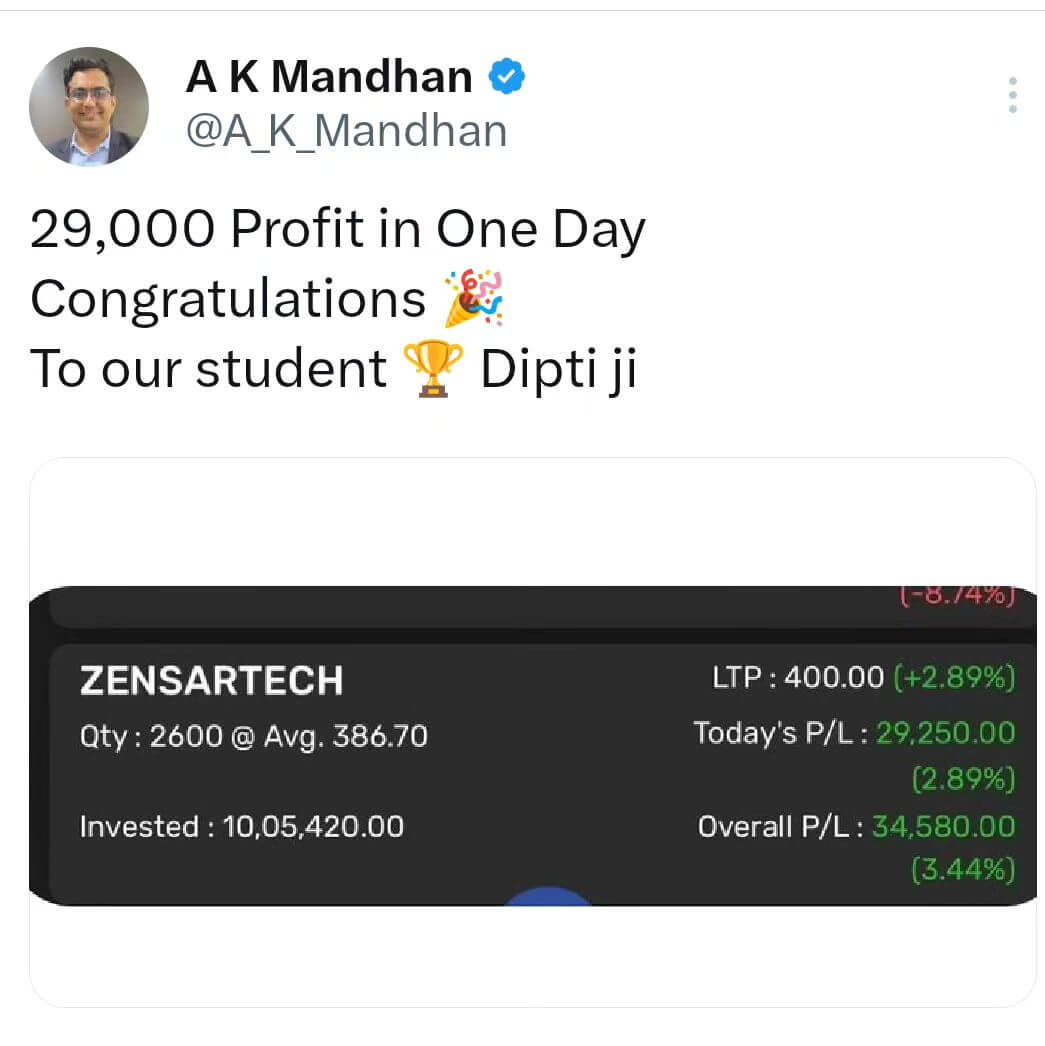 A K Mandhan
@A_K_Mandhan
29,000 Profit in One Day
Congratulations 🎉
To our student 🏆 Dipti ji
(-8.74%)
ZENSARTECH
LTP : 400.00 (+2.89%)
Qty : 2600 @ Avg. 386.70
Today's P/L : 29,250.00
(2.89%)
Invested : 10,05,420.00
Overall P/L : 34,580.00
(3.44%)